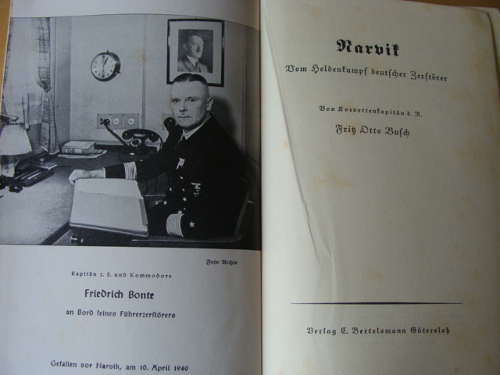 Foto Archiv
Kapitän z. S. und Kommodore
Friedrich Bonte
an Bord seines Führerzerstörers
Gefallen vor Narvik, am 10. April 1940
Narvik
Vom Heldenkampf deutscher Zerstörer
Von Korvettenkapitän d. R.
Fritz Otto Busch
Verlag C. Bertelsmann Gütersloh